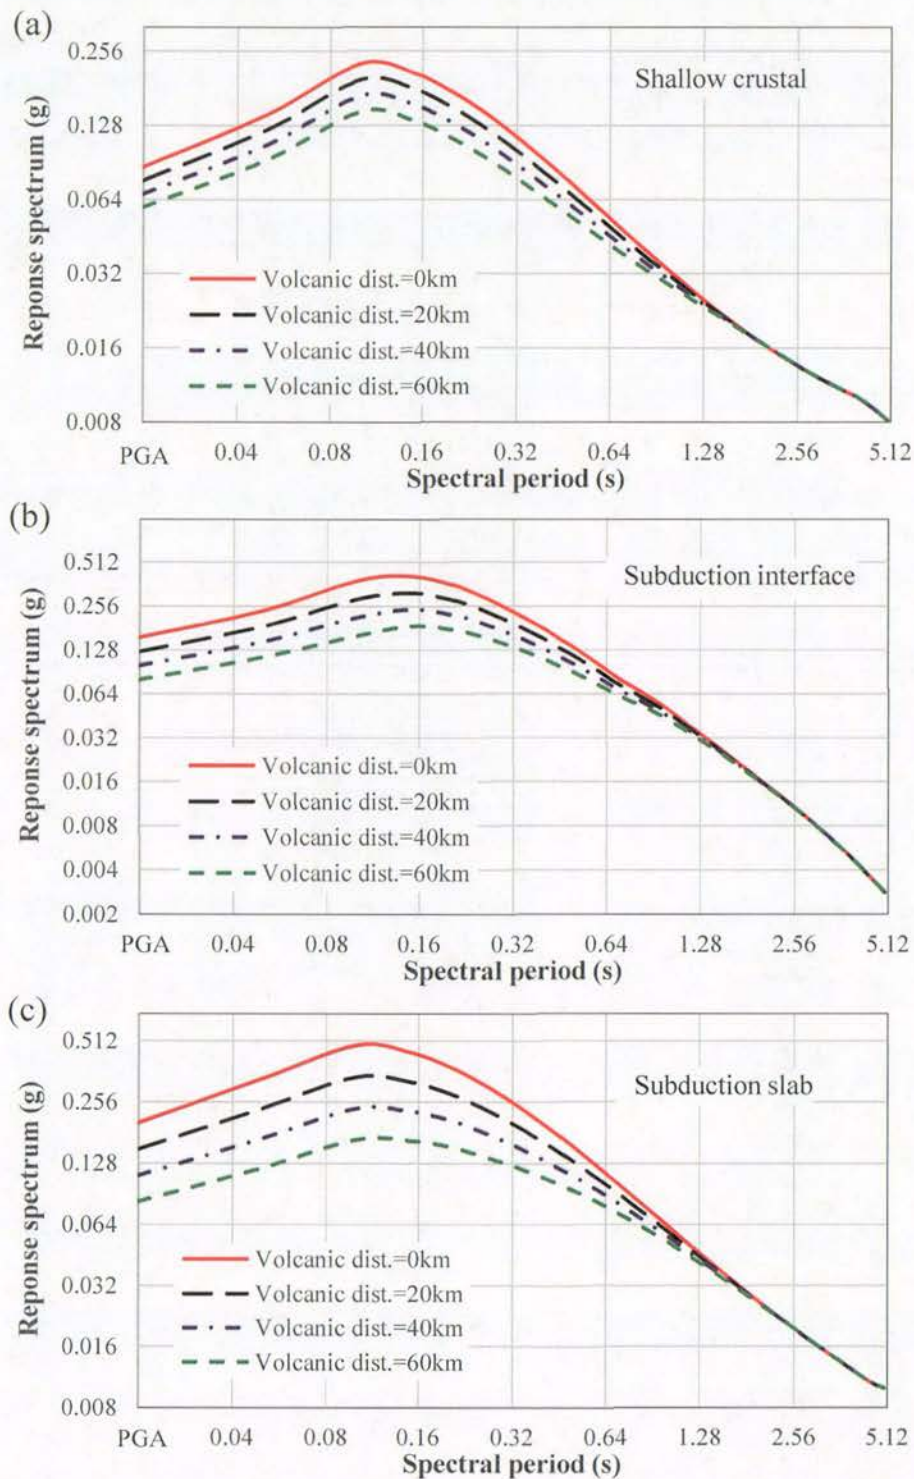 (a)
0.256
0.128
0.064
0.032
0.016
0.008
Reponse spectrum (g)
Shallow crustal
Volcanic dist.=0km
Volcanic dist.=20km
Volcanic dist.=40km
Volcanic dist.=60km
PGA 0.04 0.08 0.16 0.32 0.64 1.28 2.56 5.12
Spectral period (s)
(b)
0.512
0.256
0.128
0.064
0.032
0.016
0.008
0.004
0.002
Reponse spectrum (g)
Subduction interface
Volcanic dist.=0km
Volcanic dist.=20km
Volcanic dist.=40km
Volcanic dist.=60km
PGA 0.04 0.08 0.16 0.32 0.64 1.28 2.56 5.12
Spectral period (s)
(c)
0.512
0.256
0.128
0.064
0.032
0.016
0.008
Reponse spectrum (g)
Subduction slab
Volcanic dist.=0km
Volcanic dist.=20km
Volcanic dist.=40km
Volcanic dist.=60km
PGA 0.04 0.08 0.16 0.32 0.64 1.28 2.56 5.12
Spectral period (s)